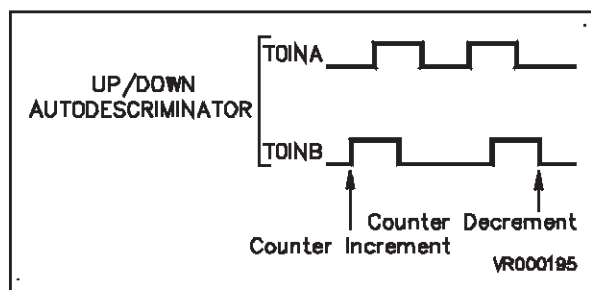 TOINA
UP/DOWN
AUTODESCRIMINATOR
TOINB
Counter Decrement
Counter Increment
VR000195